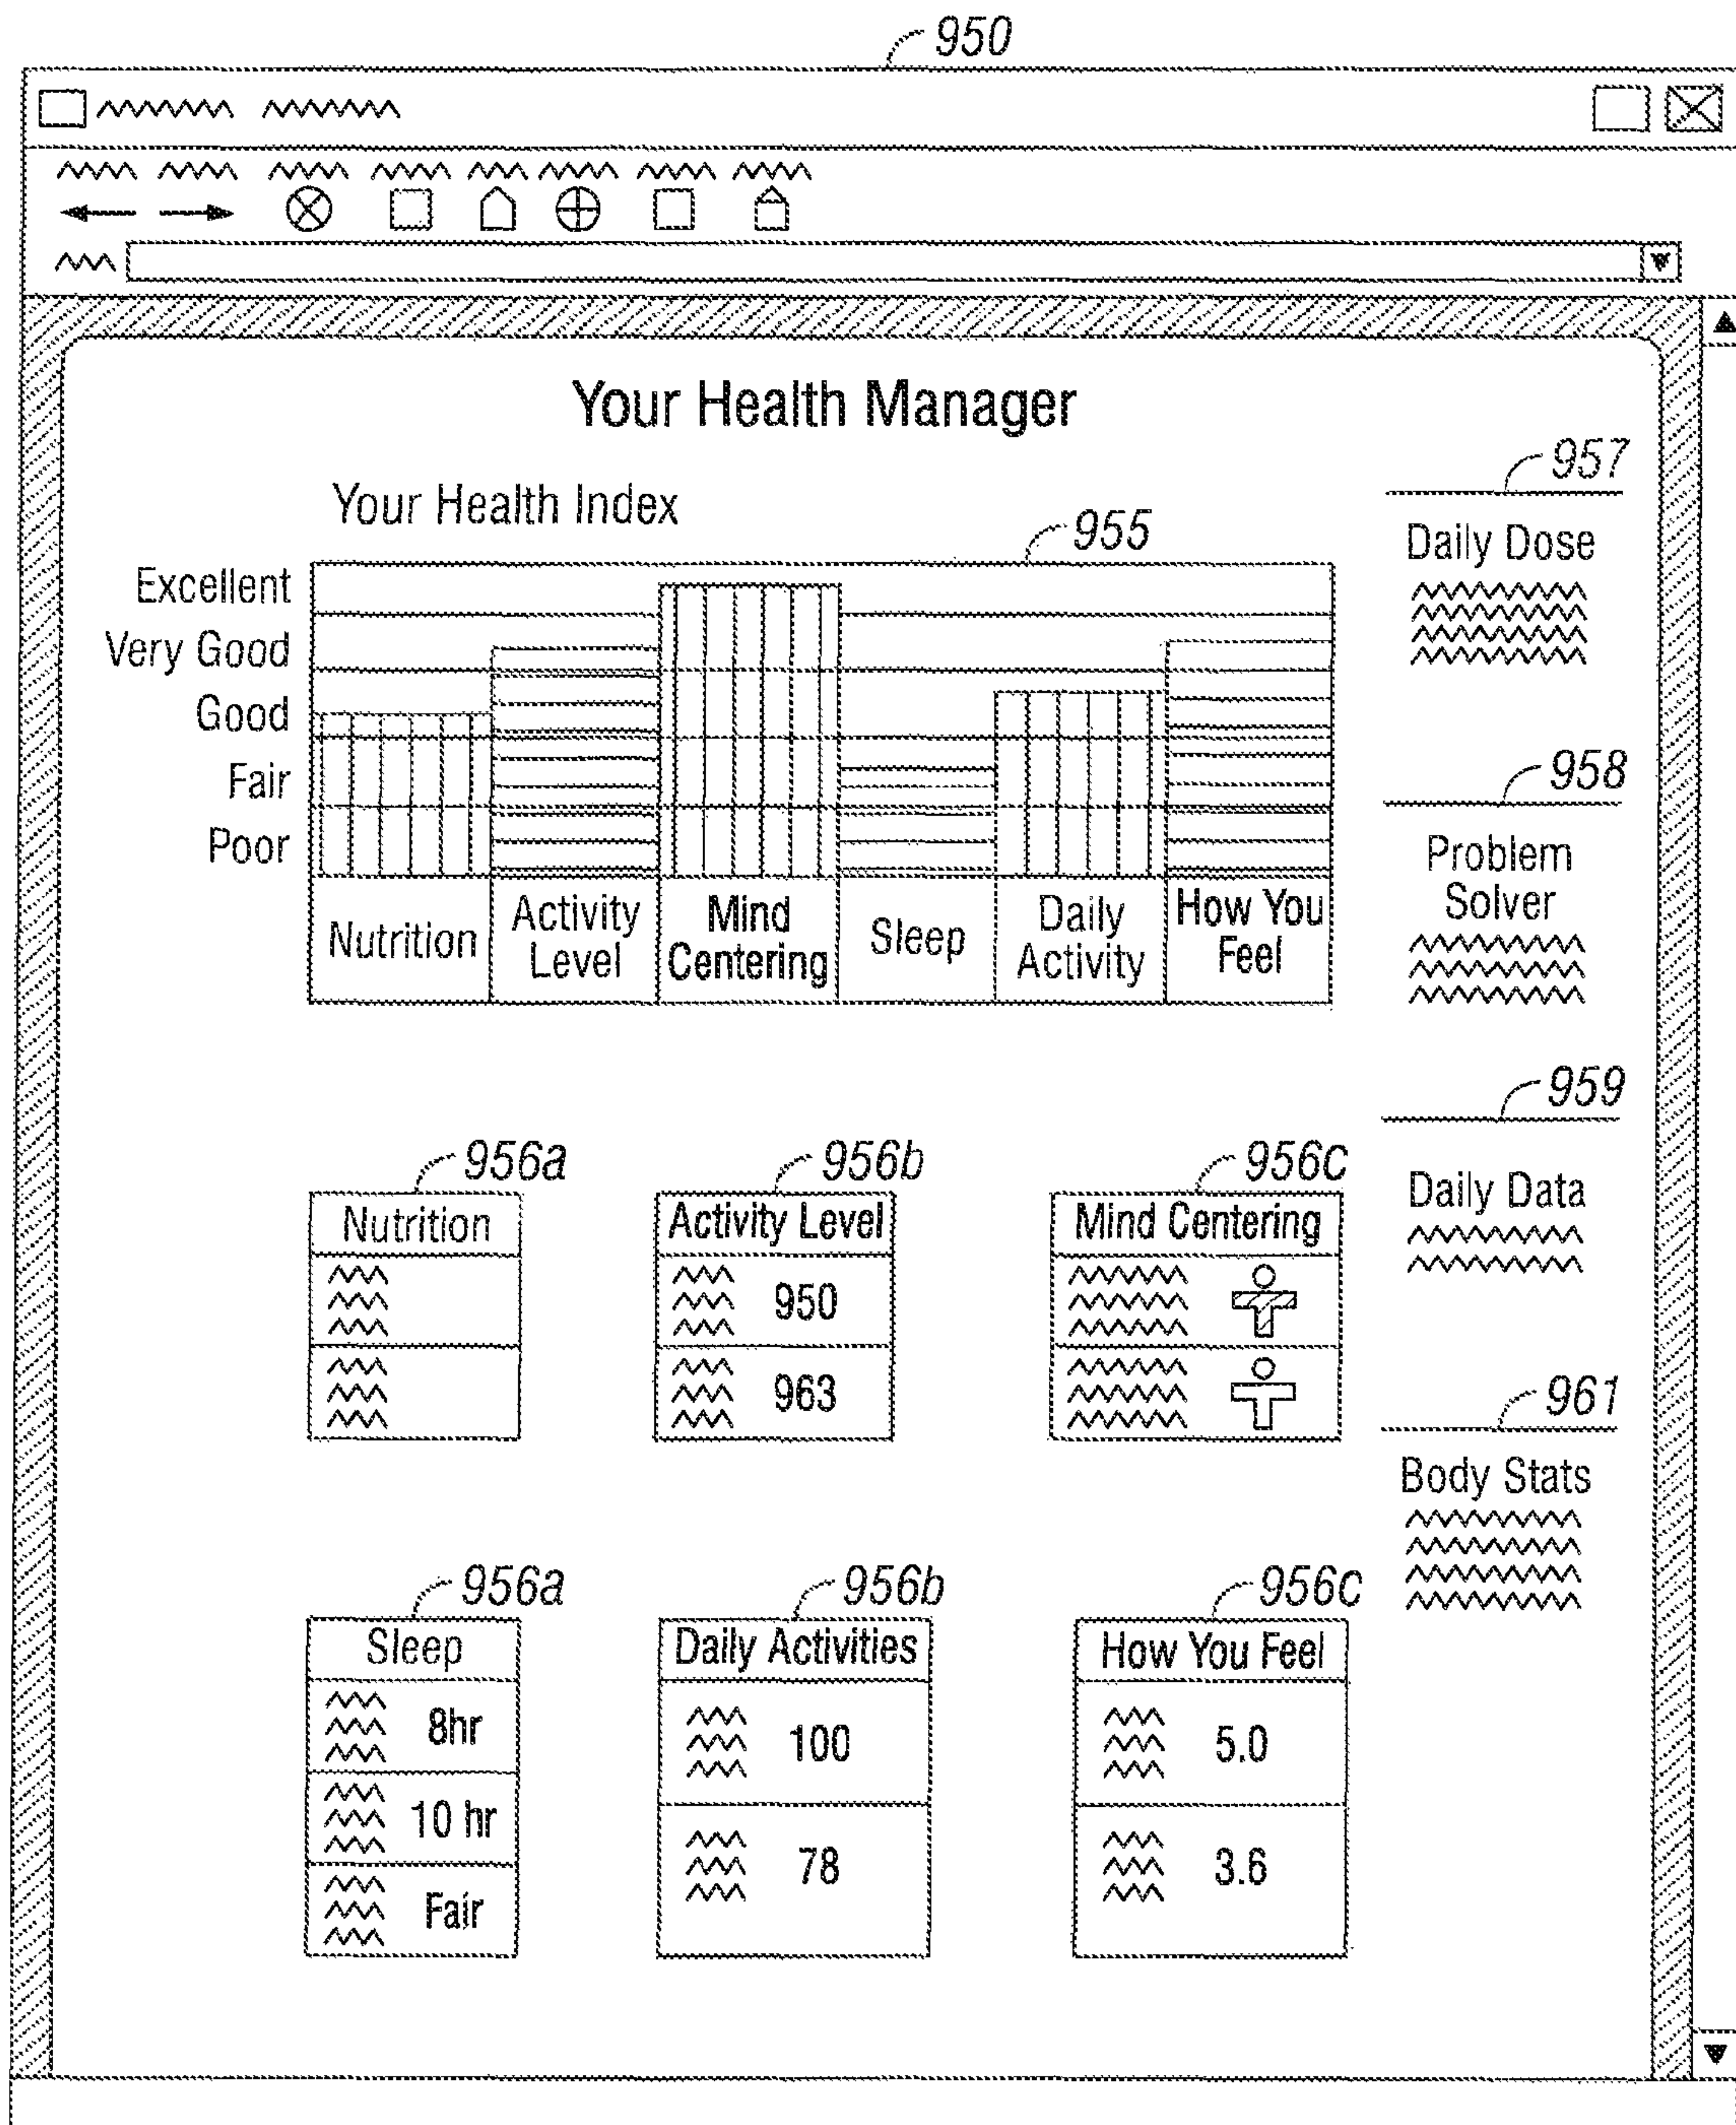 950
Your Health Manager
Your Health Index
955
Excellent
Very Good
Good
Fair
Poor
Nutrition
Activity
Level
Mind
Centering
Sleep
Daily
Activity
How You
Feel
957
Daily Dose
958
Problem
Solver
959
Daily Data
961
Body Stats
956a
Nutrition
956b
Activity Level
950
963
956c
Mind Centering
956a
Sleep
8hr
10 hr
Fair
956b
Daily Activities
100
78
956c
How You Feel
5.0
3.6